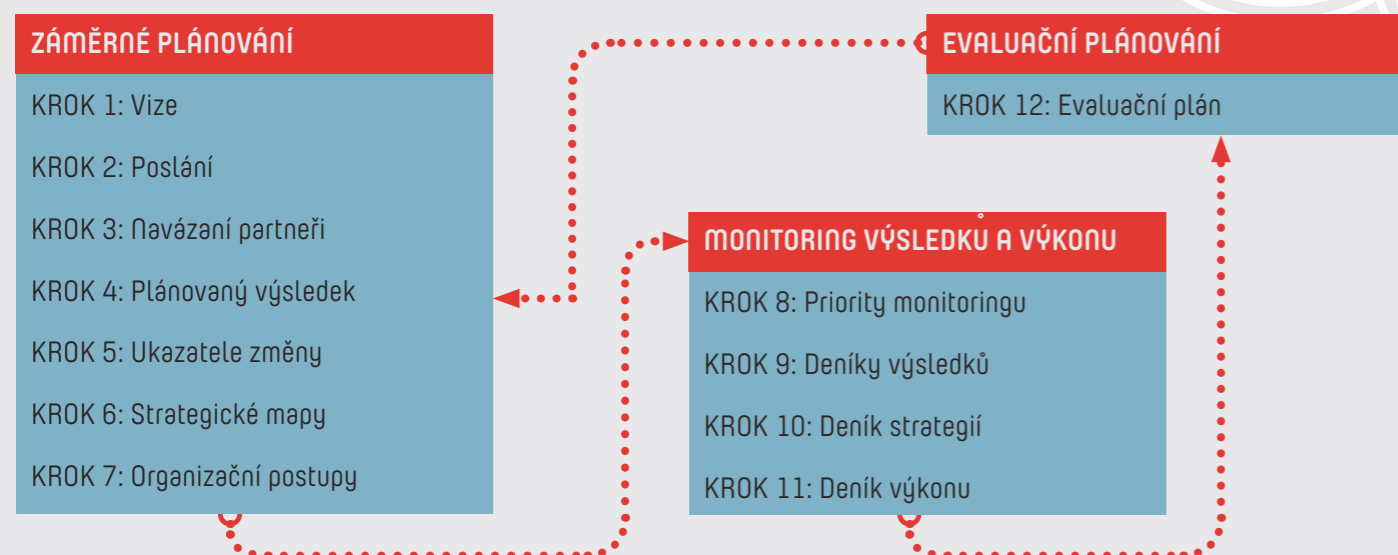 ZÁMĚRNÉ PLÁNOVÁNÍ
KROK 1: Vize
KROK 2: Poslání
KROK 3: Navázaní partneři
KROK 4: Plánovaný výsledek
KROK 5: Ukazatele změny
KROK 6: Strategické mapy
KROK 7: Organizační postupy
MONITORING VÝSLEDKŮ A VÝKONU
KROK 8: Priority monitoringu
KROK 9: Deníky výsledků
KROK 10: Deník strategií
KROK 11: Deník výkonu
EVALUAČNÍ PLÁNOVÁNÍ
KROK 12: Evaluační plán